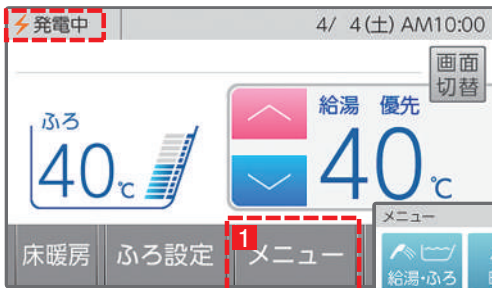 発電中 4/ 4(土) AM10:00
画面
切替
ふろ
40℃
給湯 優先
40℃
床暖房 ふろ設定 1 メニュー
メニュー
給湯・ふろ